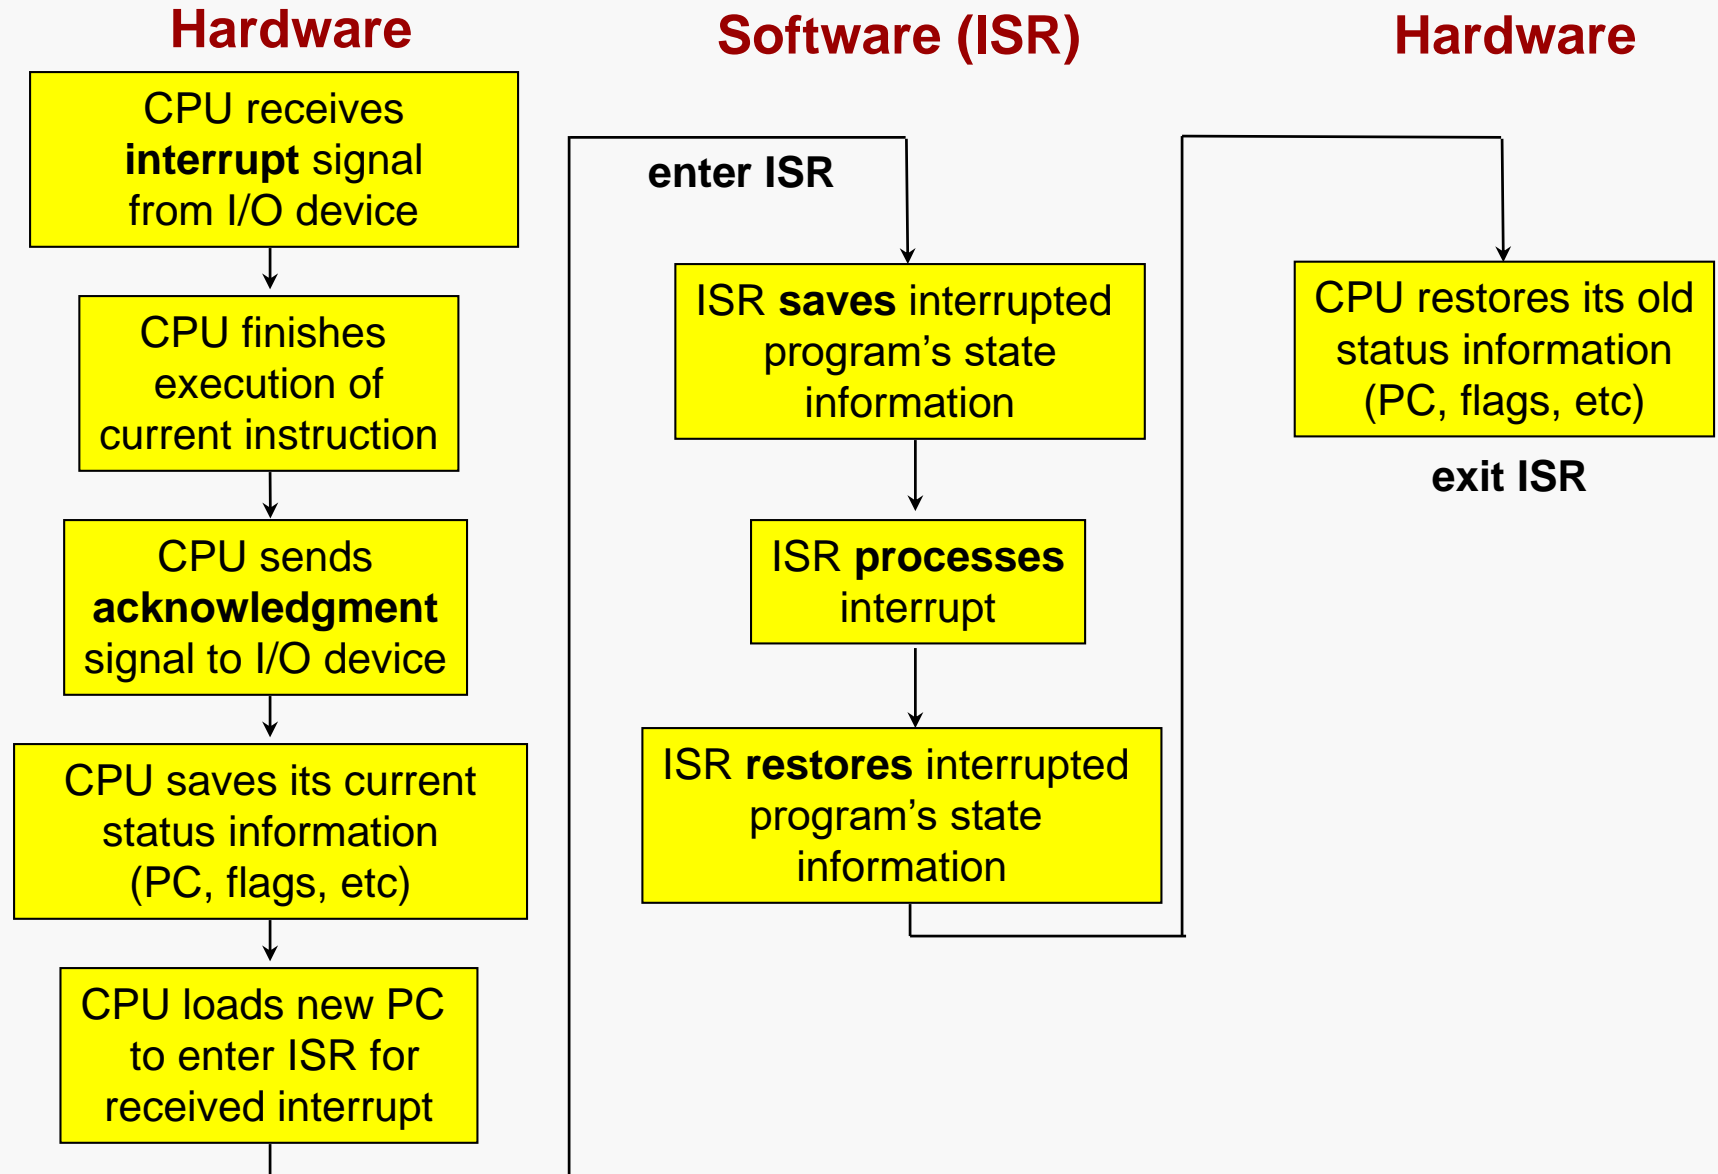 Hardware
CPU receives
interrupt signal
from I/O device
CPU finishes
execution of
current instruction
CPU sends
acknowledgment
signal to I/O device
CPU saves its current
status information
(PC, flags, etc)
CPU loads new PC
to enter ISR for
received interrupt
Software (ISR)
enter ISR
ISR saves interrupted
program’s state
information
ISR processes
interrupt
ISR restores interrupted
program’s state
information
Hardware
CPU restores its old
status information
(PC, flags, etc)
exit ISR